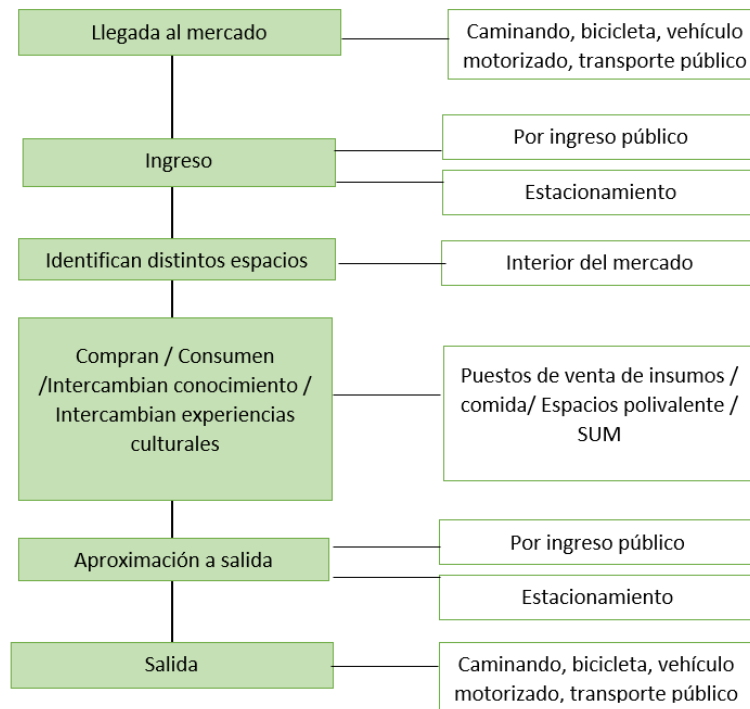 Llegada al mercado
Caminando, bicicleta, vehículo
motorizado, transporte público
Ingreso
Por ingreso público
Estacionamiento
Identifican distintos espacios
Interior del mercado
Compran / Consumen
/Intercambian conocimiento /
Intercambian experiencias
culturales
Puestos de venta de insumos /
comida/ Espacios polivalente /
SUM
Aproximación a salida
Por ingreso público
Estacionamiento
Salida
Caminando, bicicleta, vehículo
motorizado, transporte público